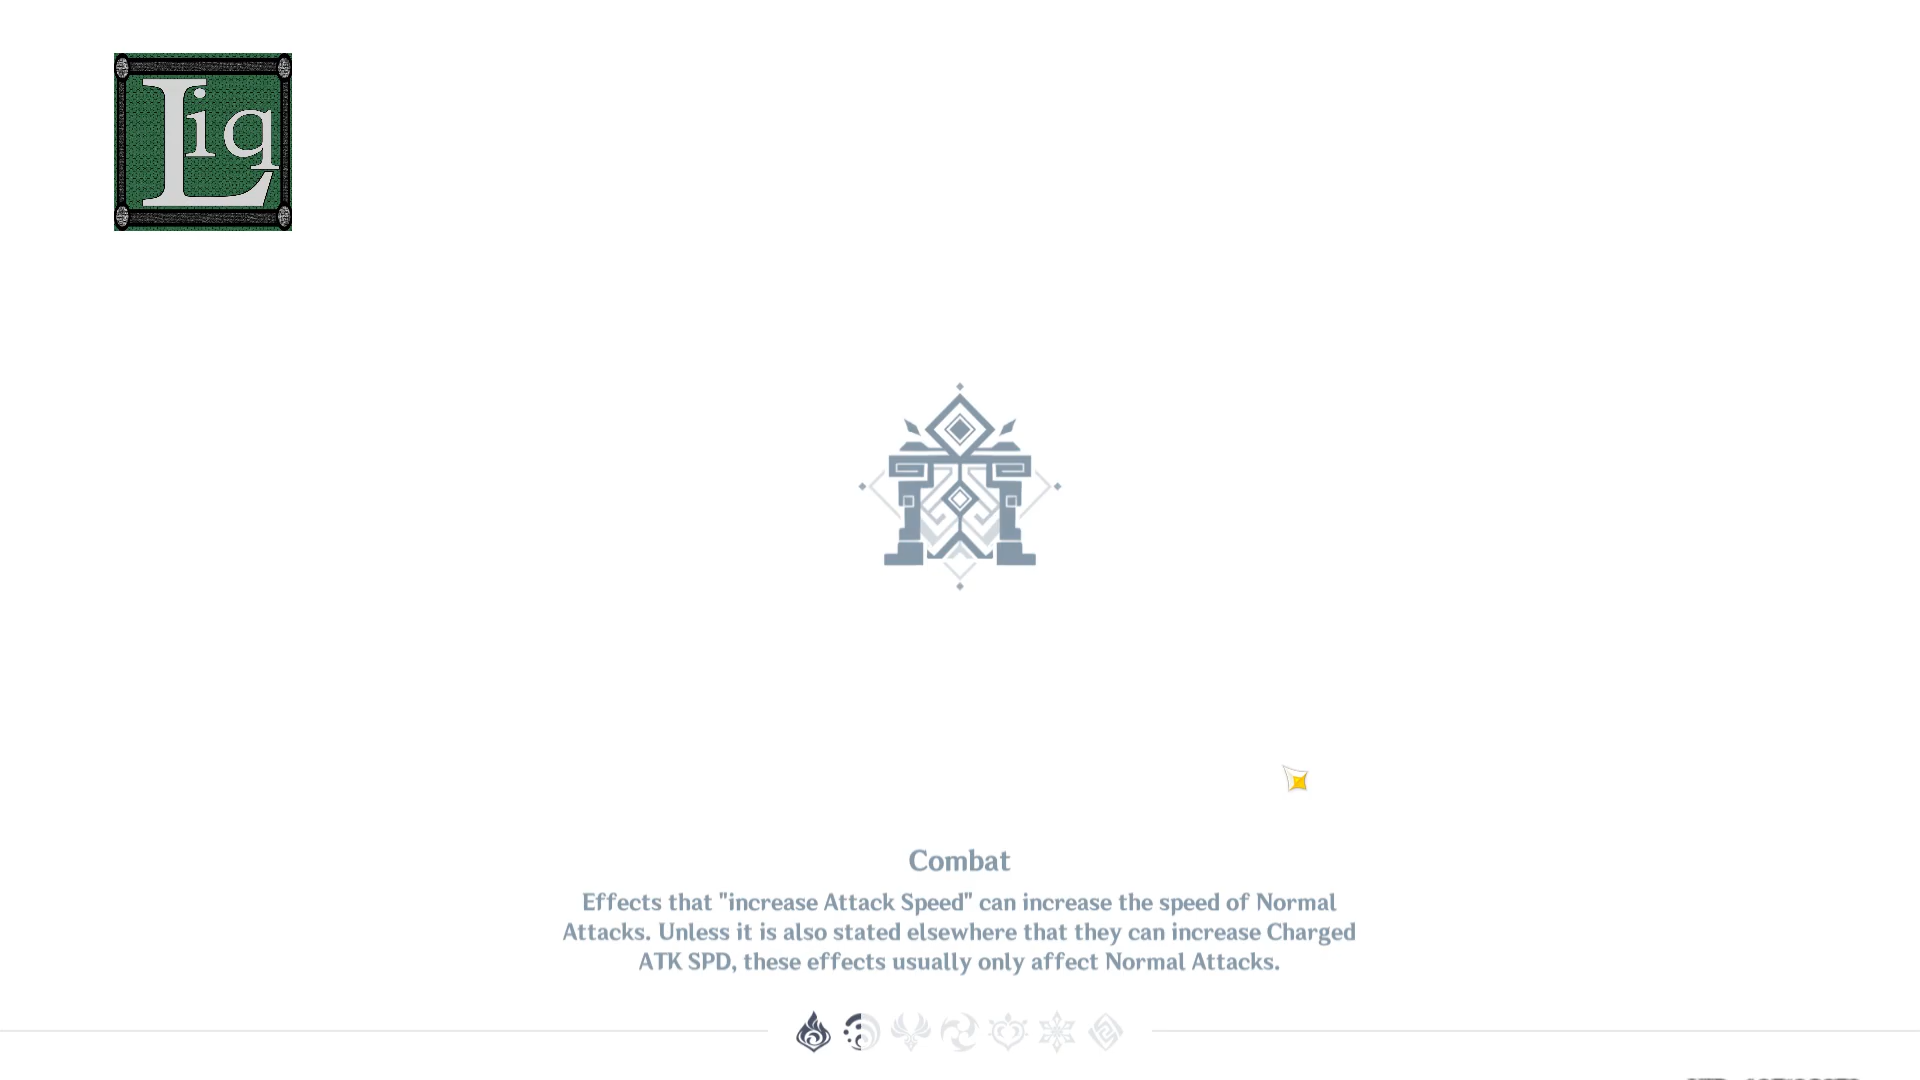 Liq
Combat
Effects that "increase Attack Speed" can increase the speed of Normal
Attacks. Unless it is also stated elsewhere that they can increase Charged
ATK SPD, these effects usually only affect Normal Attacks.